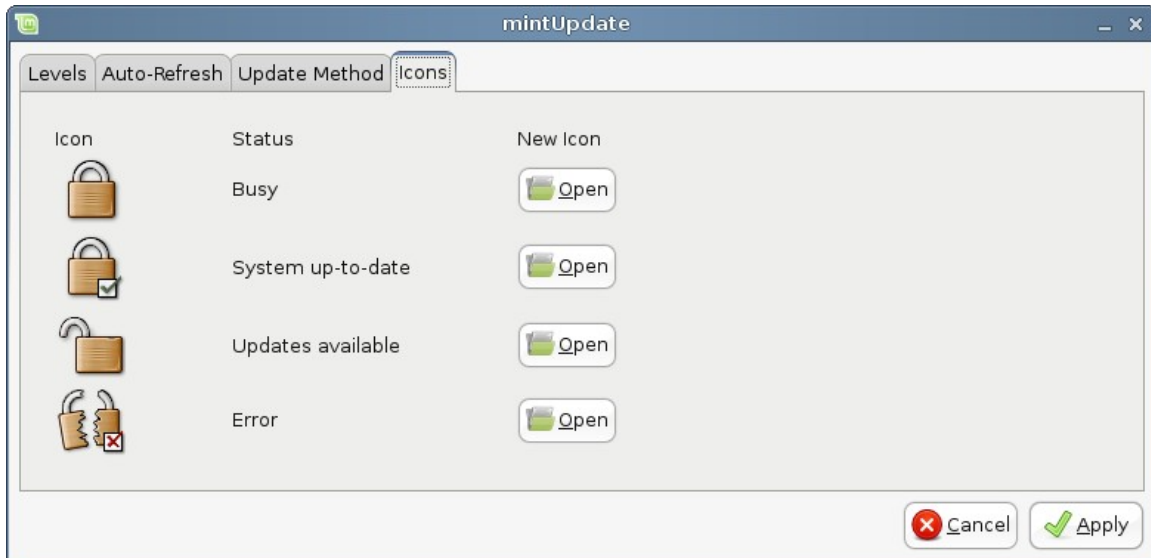 mintUpdate
Levels Auto-Refresh Update Method Icons
Icon Status New Icon
Busy Open
System up-to-date Open
Updates available Open
Error Open
Cancel Apply